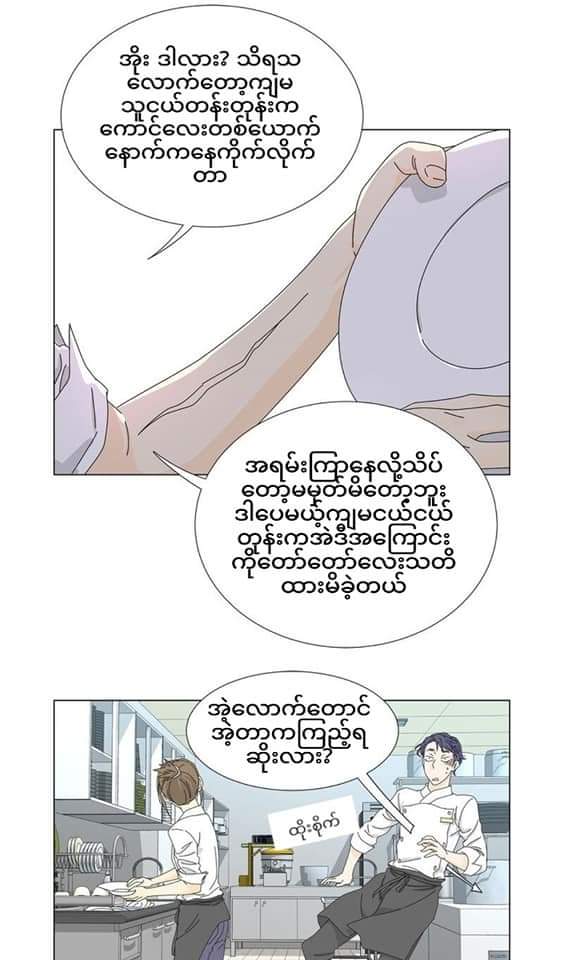 အိုး ဒါလား? သိရသ
လောက်တော့ကျမ
သူငယ်တန်းတုန်းက
ကောင်လေးတစ်ယောက်
နောက်ကနေကိုက်လိုက်
တာ
အရမ်းကြာနေလို့သိပ်
တော့မမှတ်မိတော့ဘူး
ဒါပေမယ့်ကျမငယ်ငယ်
တုန်းကအဲဒီအကြောင်း
ကိုတော်တော်လေးသတိ
ထားမိခဲ့တယ်
အဲ့လောက်တောင်
အဲ့တာကကြည့်ရ
ဆိုးလား?
ထိုးစိုက်